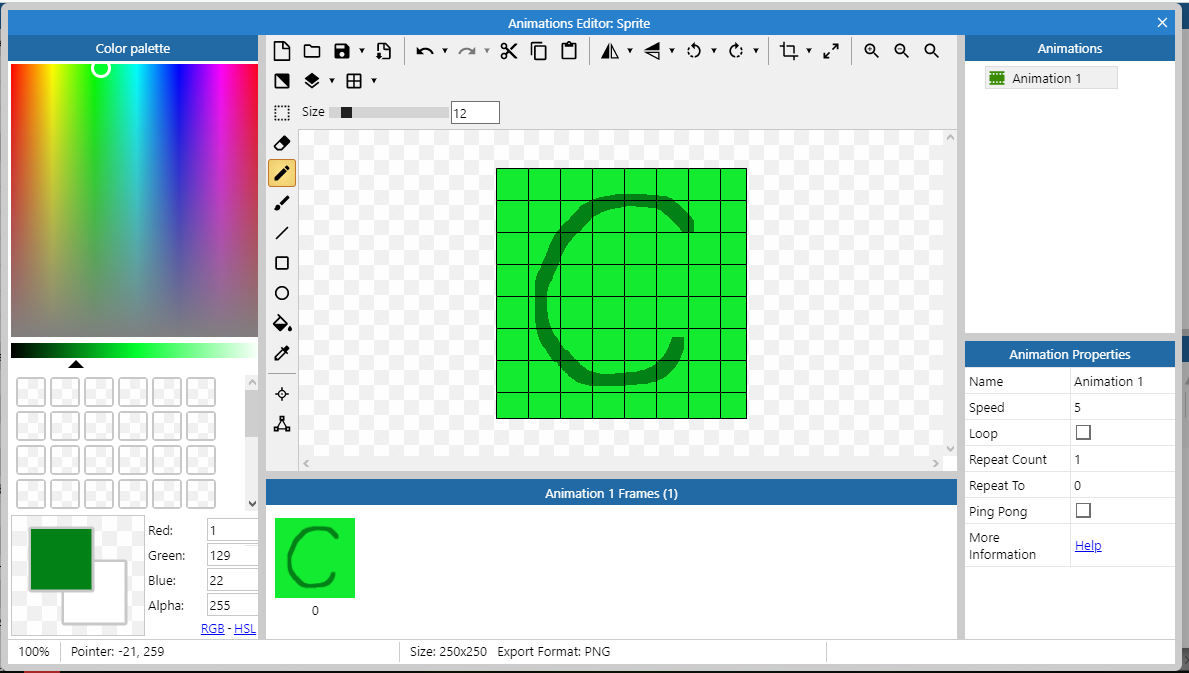 Animations Editor: Sprite
Color palette
Animations
Animation 1
Size
12
C
Animation Properties
Name Animation 1
Speed 5
Loop
Repeat Count 1
Repeat To 0
Ping Pong
More Information Help
Animation 1 Frames (1)
C
0
Red: 1
Green: 129
Blue: 22
Alpha: 255
RGB - HSL
100% Pointer: -21, 259 Size: 250x250 Export Format: PNG